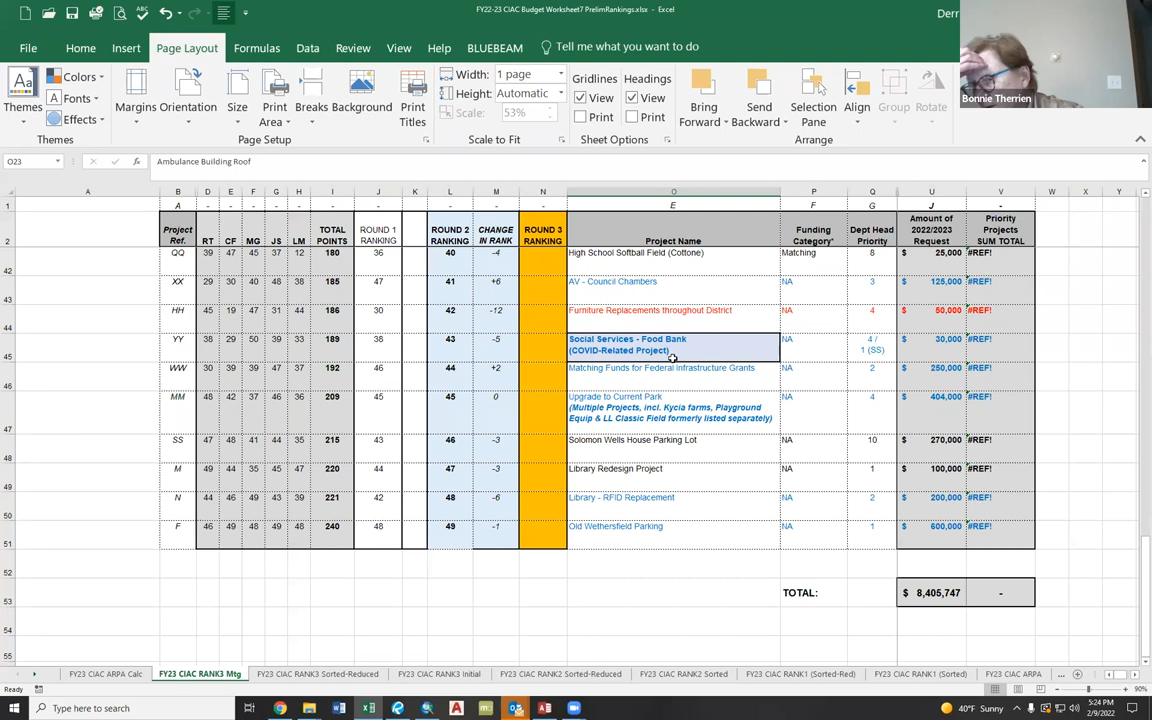 FY22-23 CIAC Budget Worksheet7 PrelimRankings.xlsx - Excel
Derr
File Home Insert Page Layout Formulas Data Review View Help BLUEBEAM Tell me what you want to do
Themes
Colors
Fonts
Effects
Margins
Orientation
Size
Print Area
Breaks
Background
Print Titles
Width: 1 page
Height: Automatic
Scale: 53%
Gridlines
View
Print
Headings
View
Print
Bring Forward
Send Backward
Selection Pane
Align
Group
Rotate
Bonnie Therrien
Themes Page Setup Scale to Fit Sheet Options Arrange
O23 fx Ambulance Building Roof
A B D E F G H I J K L M N O P Q U V W X Y
1 A - - - - - - - - - - - E F G J -
2 Project Ref. RT CF MG JS LM TOTAL POINTS ROUND 1 RANKING ROUND 2 RANKING CHANGE IN RANK ROUND 3 RANKING Project Name Funding Category* Dept Head Priority Amount of 2022/2023 Request Priority Projects SUM TOTAL
42 QQ 39 47 45 37 12 180 36 40 -4 High School Softball Field (Cottone) Matching 8 $ 25,000 #REF!
43 XX 29 30 40 48 38 185 47 41 +6 AV - Council Chambers NA 3 $ 125,000 #REF!
44 HH 45 19 47 31 44 186 30 42 -12 Furniture Replacements throughout District NA 4 $ 50,000 #REF!
45 YY 38 29 50 39 33 189 38 43 -5 Social Services - Food Bank (COVID-Related Project) NA 4 / 1 (SS) $ 30,000 #REF!
46 WW 30 39 39 47 37 192 46 44 +2 Matching Funds for Federal Infrastructure Grants NA 2 $ 250,000 #REF!
47 MM 48 42 37 46 36 209 45 45 0 Upgrade to Current Park (Multiple Projects, incl. Kycia farms, Playground Equip & LL Classic Field formerly listed separately) NA 4 $ 404,000 #REF!
48 SS 47 48 41 44 35 215 43 46 -3 Solomon Wells House Parking Lot NA 10 $ 270,000 #REF!
49 M 49 44 35 45 47 220 44 47 -3 Library Redesign Project NA 1 $ 100,000 #REF!
50 N 44 46 49 43 39 221 42 48 -6 Library - RFID Replacement NA 2 $ 200,000 #REF!
51 F 46 49 48 49 48 240 48 49 -1 Old Wethersfield Parking NA 1 $ 600,000 #REF!
52
53 TOTAL: $ 8,405,747 -
54
55
FY23 CIAC ARPA Calc FY23 CIAC RANK3 Mtg FY23 CIAC RANK3 Sorted-Reduced FY23 CIAC RANK3 Initial FY23 CIAC RANK2 Sorted-Reduced FY23 CIAC RANK2 Sorted FY23 CIAC RANK1 (Sorted-Red) FY23 CIAC RANK1 (Sorted) FY23 CIAC ARPA ...
Ready 90%
Type here to search
40°F Sunny
5:24 PM
2/9/2022